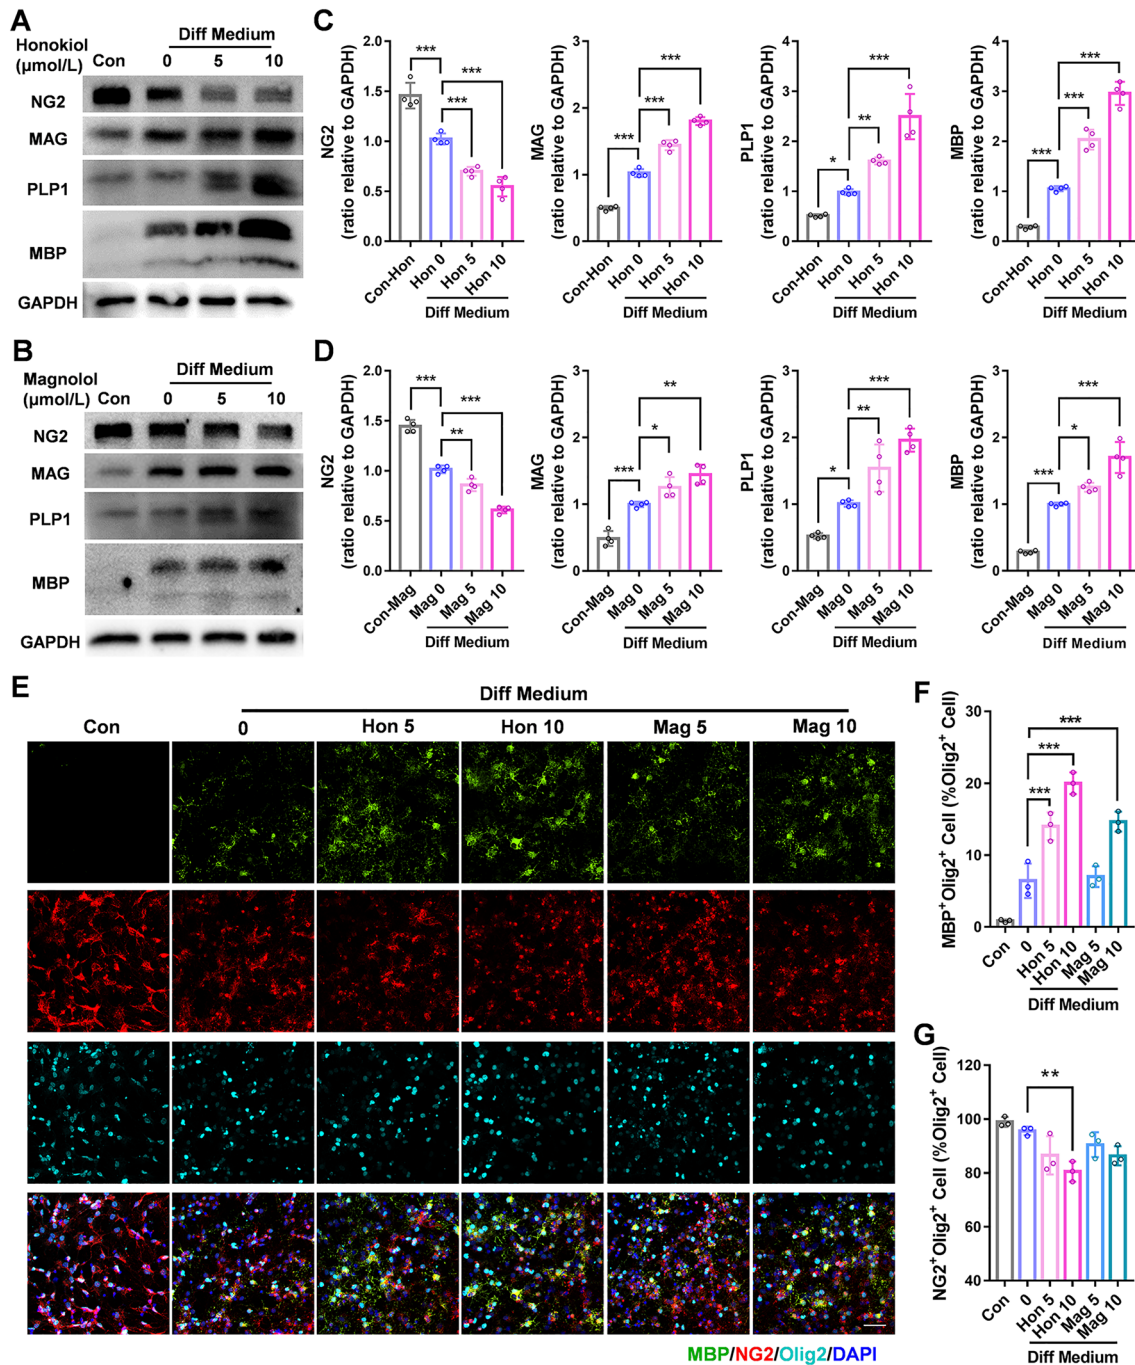 A
Honokiol
(μmol/L)
Con
Diff Medium
0 5 10
NG2
MAG
PLP1
MBP
GAPDH
C
NG2
(ratio relative to GAPDH)
2.0
1.5
1.0
0.5
0.0
*** *** ***
Con-Hon Hon 0 Hon 5 Hon 10
Diff Medium
MAG
(ratio relative to GAPDH)
3
2
1
0
*** *** ***
Con-Hon Hon 0 Hon 5 Hon 10
Diff Medium
PLP1
(ratio relative to GAPDH)
4
3
2
1
0
* ** ***
Con-Hon Hon 0 Hon 5 Hon 10
Diff Medium
MBP
(ratio relative to GAPDH)
4
3
2
1
0
*** *** ***
Con-Hon Hon 0 Hon 5 Hon 10
Diff Medium
B
Magnolol
(μmol/L)
Con
Diff Medium
0 5 10
NG2
MAG
PLP1
MBP
GAPDH
D
NG2
(ratio relative to GAPDH)
2.0
1.5
1.0
0.5
0.0
*** ** ***
Con-Mag Mag 0 Mag 5 Mag 10
Diff Medium
MAG
(ratio relative to GAPDH)
3
2
1
0
*** * **
Con-Mag Mag 0 Mag 5 Mag 10
Diff Medium
PLP1
(ratio relative to GAPDH)
3
2
1
0
* ** ***
Con-Mag Mag 0 Mag 5 Mag 10
Diff Medium
MBP
(ratio relative to GAPDH)
3
2
1
0
*** * ***
Con-Mag Mag 0 Mag 5 Mag 10
Diff Medium
E
Diff Medium
Con 0 Hon 5 Hon 10 Mag 5 Mag 10
MBP/NG2/Olig2/DAPI
F
MBP+Olig2+ Cell (%Olig2+ Cell)
30
20
10
0
*** *** ***
Con 0 Hon 5 Hon 10 Mag 5 Mag 10
Diff Medium
G
NG2+Olig2+ Cell (%Olig2+ Cell)
120
100
80
60
40
**
Con 0 Hon 5 Hon 10 Mag 5 Mag 10
Diff Medium